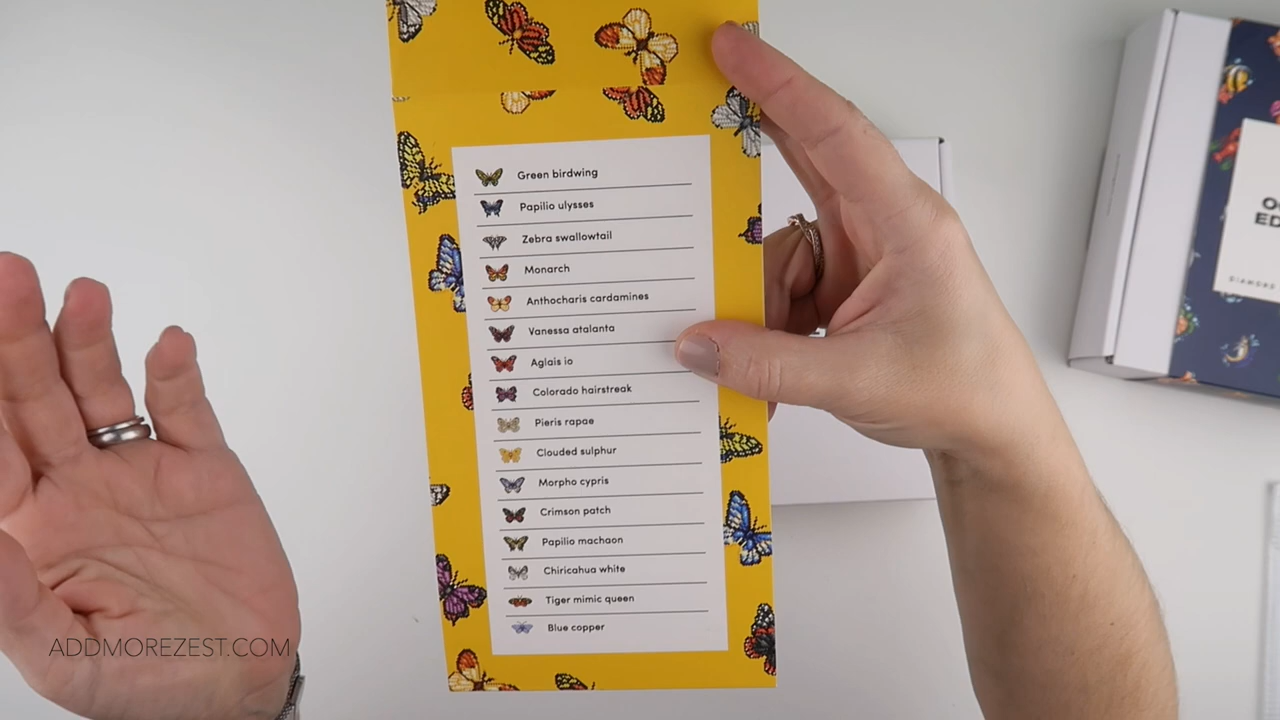 Green birdwing
Papilio ulysses
Zebra swallowtail
Monarch
Anthocharis cardamines
Vanessa atalanta
Aglais io
Colorado hairstreak
Pieris rapae
Clouded sulphur
Morpho cypris
Crimson patch
Papilio machaon
Chiricahua white
Tiger mimic queen
Blue copper
DIAMOND
ADDMOREZEST.COM